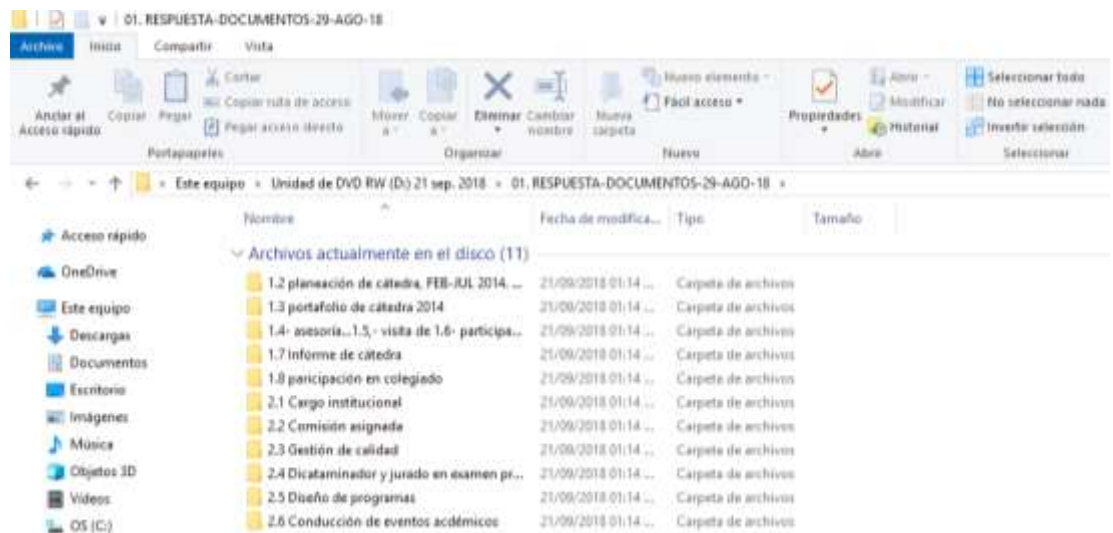 01. RESPUESTA-DOCUMENTOS-29-AGO-18
Archivo Inicio Compartir Vista
Anclar al Acceso rápido
Copiar
Pegar
Cortar
Copiar ruta de acceso
Pegar acceso directo
Mover a
Copiar a
Eliminar
Cambiar nombre
Nueva carpeta
Nuevo elemento
Fácil acceso
Propiedades
Abrir
Modificar
Historial
Seleccionar todo
No seleccionar nada
Invertir selección
Portapapeles Organizar Nuevo Abrir Seleccionar
Este equipo > Unidad de DVD RW (D:) 21 sep. 2018 > 01. RESPUESTA-DOCUMENTOS-29-AGO-18 >
Nombre Fecha de modifica... Tipo Tamaño
Acceso rápido
OneDrive
Este equipo
Descargas
Documentos
Escritorio
Imágenes
Música
Objetos 3D
Videos
OS (C:)
Archivos actualmente en el disco (11)
1.2 planeación de cátedra, FEB-JUL 2014, ... 21/09/2018 01:14 ... Carpeta de archivos
1.3 portafolio de cátedra 2014 21/09/2018 01:14 ... Carpeta de archivos
1.4- asesoría...1.5,- visita de 1.6- participa... 21/09/2018 01:14 ... Carpeta de archivos
1.7 informe de cátedra 21/09/2018 01:14 ... Carpeta de archivos
1.8 paricipación en colegiado 21/09/2018 01:14 ... Carpeta de archivos
2.1 Cargo institucional 21/09/2018 01:14 ... Carpeta de archivos
2.2 Comisión asignada 21/09/2018 01:14 ... Carpeta de archivos
2.3 Gestión de calidad 21/09/2018 01:14 ... Carpeta de archivos
2.4 Dicataminador y jurado en examen pr... 21/09/2018 01:14 ... Carpeta de archivos
2.5 Diseño de programas 21/09/2018 01:14 ... Carpeta de archivos
2.6 Conducción de eventos acdémicos 21/09/2018 01:14 ... Carpeta de archivos